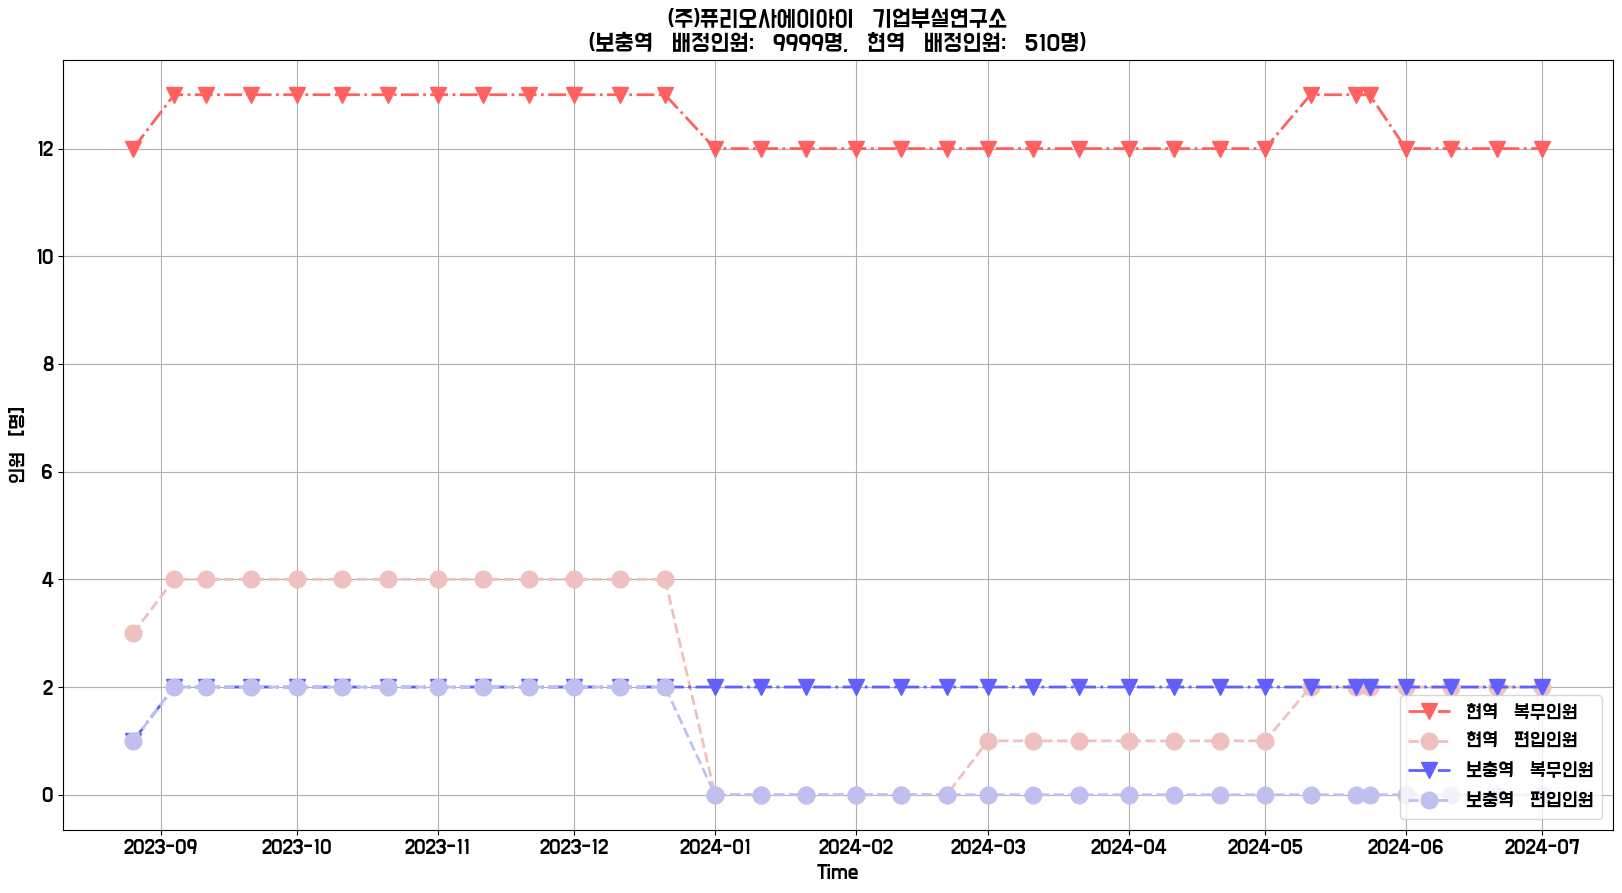 (주)퓨리오사에이아이 기업부설연구소
(보충역 배정인원: 9999명, 현역 배정인원: 510명)
인원 [명]
12
10
8
6
4
2
0
현역 복무인원
현역 편입인원
보충역 복무인원
보충역 편입인원
2023-09 2023-10 2023-11 2023-12 2024-01 2024-02 2024-03 2024-04 2024-05 2024-06 2024-07
Time